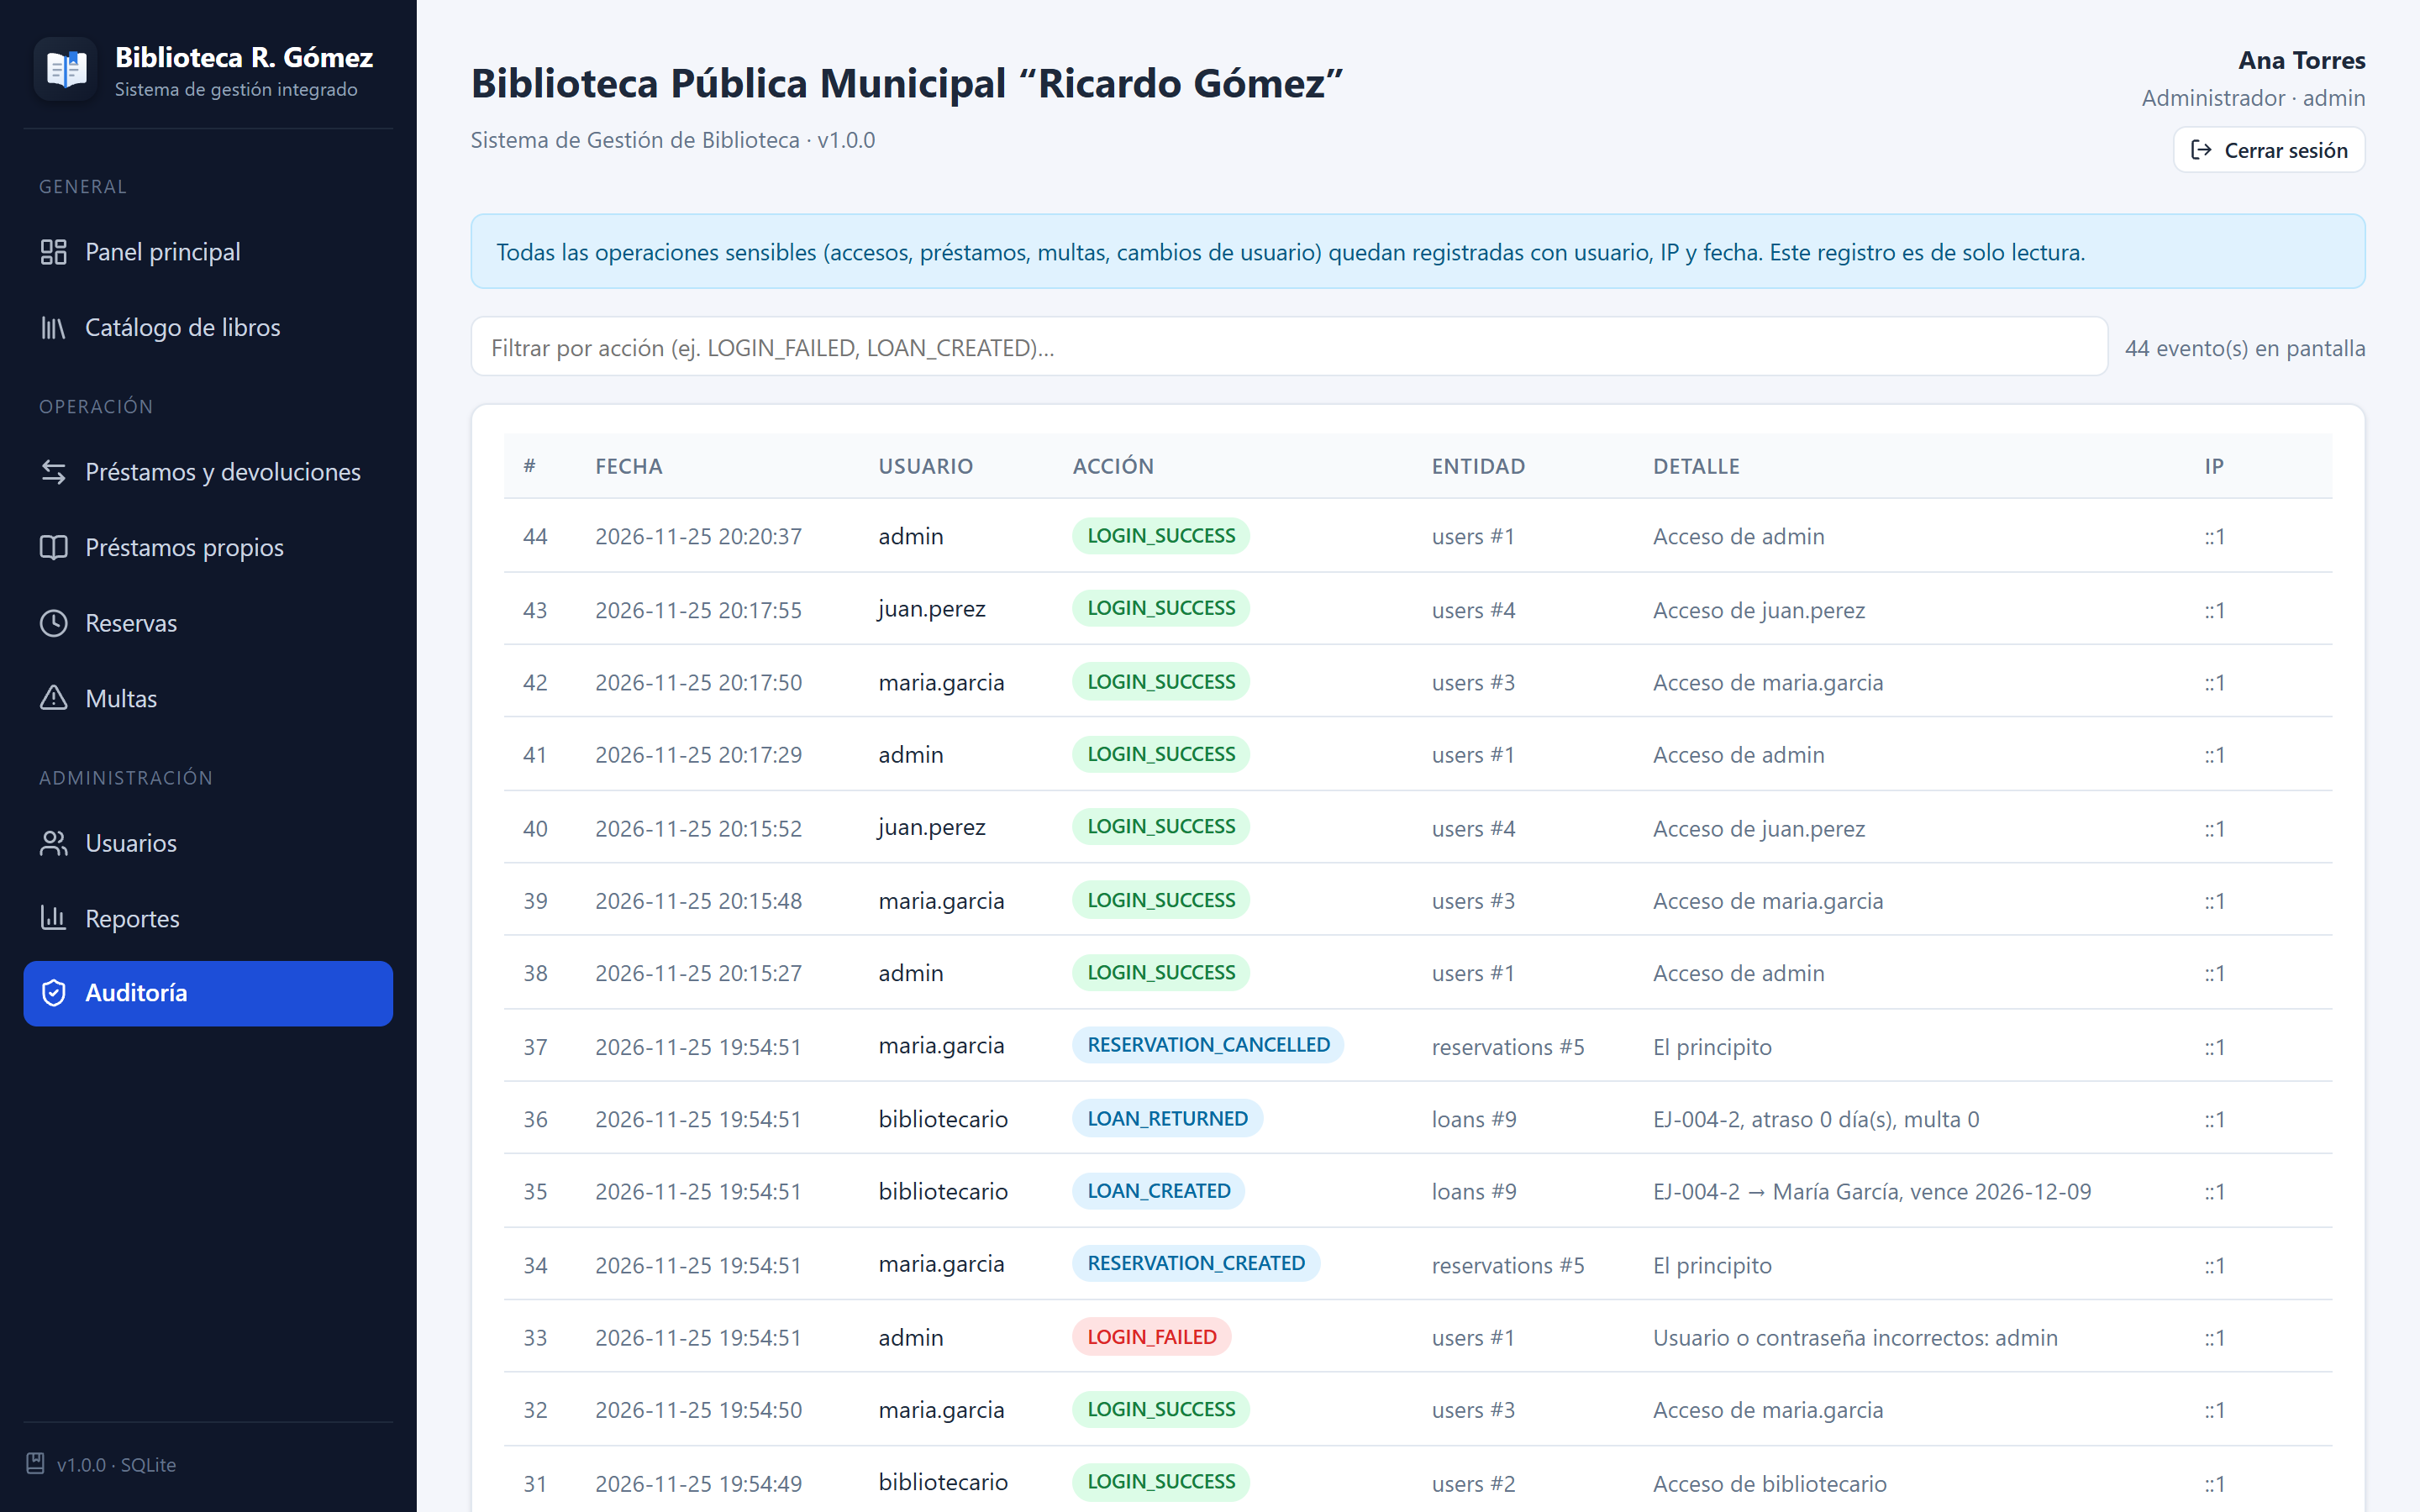 Biblioteca R. Gómez
Sistema de gestión integrado
GENERAL
Panel principal
Catálogo de libros
OPERACIÓN
Préstamos y devoluciones
Préstamos propios
Reservas
Multas
ADMINISTRACIÓN
Usuarios
Reportes
Auditoría
v1.0.0 · SQLite
Biblioteca Pública Municipal “Ricardo Gómez”
Sistema de Gestión de Biblioteca · v1.0.0
Ana Torres
Administrador · admin
Cerrar sesión
Todas las operaciones sensibles (accesos, préstamos, multas, cambios de usuario) quedan registradas con usuario, IP y fecha. Este registro es de solo lectura.
Filtrar por acción (ej. LOGIN_FAILED, LOAN_CREATED)...
44 evento(s) en pantalla
# FECHA USUARIO ACCIÓN ENTIDAD DETALLE IP
44 2026-11-25 20:20:37 admin LOGIN_SUCCESS users #1 Acceso de admin ::1
43 2026-11-25 20:17:55 juan.perez LOGIN_SUCCESS users #4 Acceso de juan.perez ::1
42 2026-11-25 20:17:50 maria.garcia LOGIN_SUCCESS users #3 Acceso de maria.garcia ::1
41 2026-11-25 20:17:29 admin LOGIN_SUCCESS users #1 Acceso de admin ::1
40 2026-11-25 20:15:52 juan.perez LOGIN_SUCCESS users #4 Acceso de juan.perez ::1
39 2026-11-25 20:15:48 maria.garcia LOGIN_SUCCESS users #3 Acceso de maria.garcia ::1
38 2026-11-25 20:15:27 admin LOGIN_SUCCESS users #1 Acceso de admin ::1
37 2026-11-25 19:54:51 maria.garcia RESERVATION_CANCELLED reservations #5 El principito ::1
36 2026-11-25 19:54:51 bibliotecario LOAN_RETURNED loans #9 EJ-004-2, atraso 0 día(s), multa 0 ::1
35 2026-11-25 19:54:51 bibliotecario LOAN_CREATED loans #9 EJ-004-2 → María García, vence 2026-12-09 ::1
34 2026-11-25 19:54:51 maria.garcia RESERVATION_CREATED reservations #5 El principito ::1
33 2026-11-25 19:54:51 admin LOGIN_FAILED users #1 Usuario o contraseña incorrectos: admin ::1
32 2026-11-25 19:54:50 maria.garcia LOGIN_SUCCESS users #3 Acceso de maria.garcia ::1
31 2026-11-25 19:54:49 bibliotecario LOGIN_SUCCESS users #2 Acceso de bibliotecario ::1